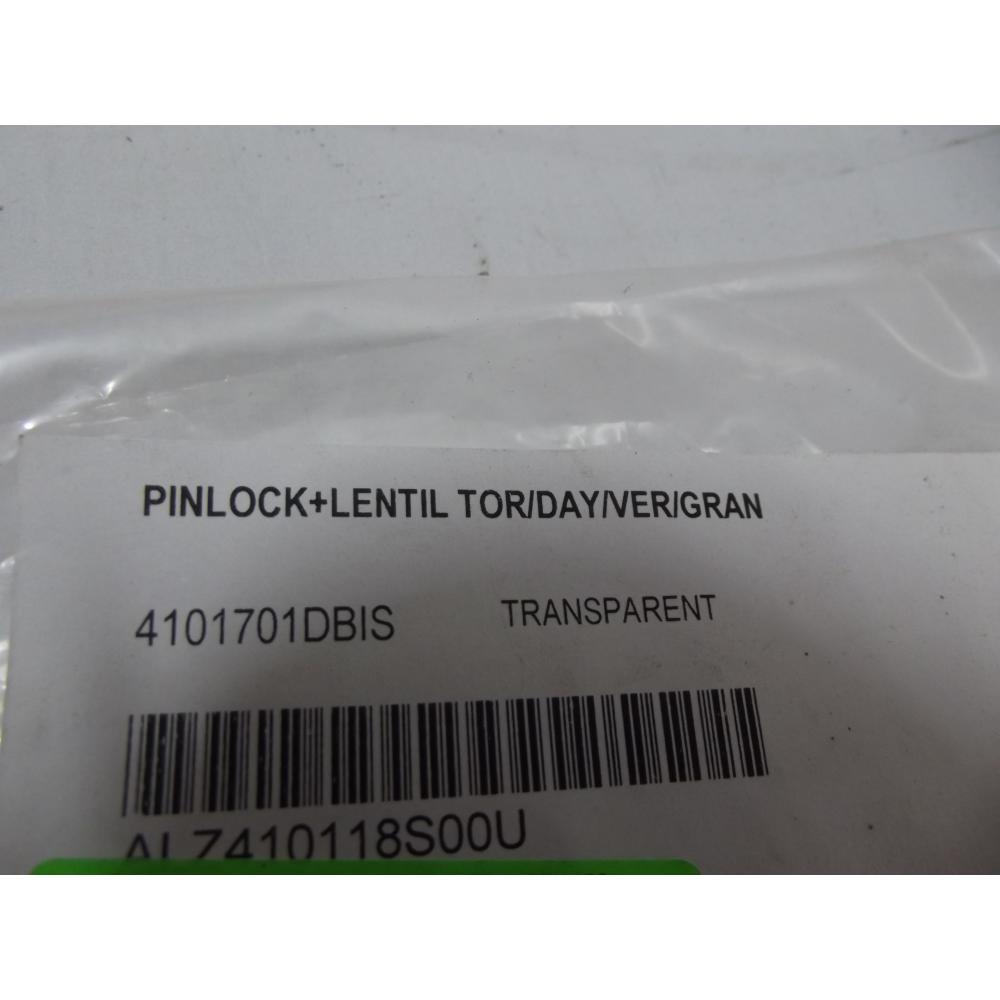 PINLOCK+LENTIL TOR/DAY/VER/GRAN
4101701DBIS TRANSPARENT
ALZ410118S00U